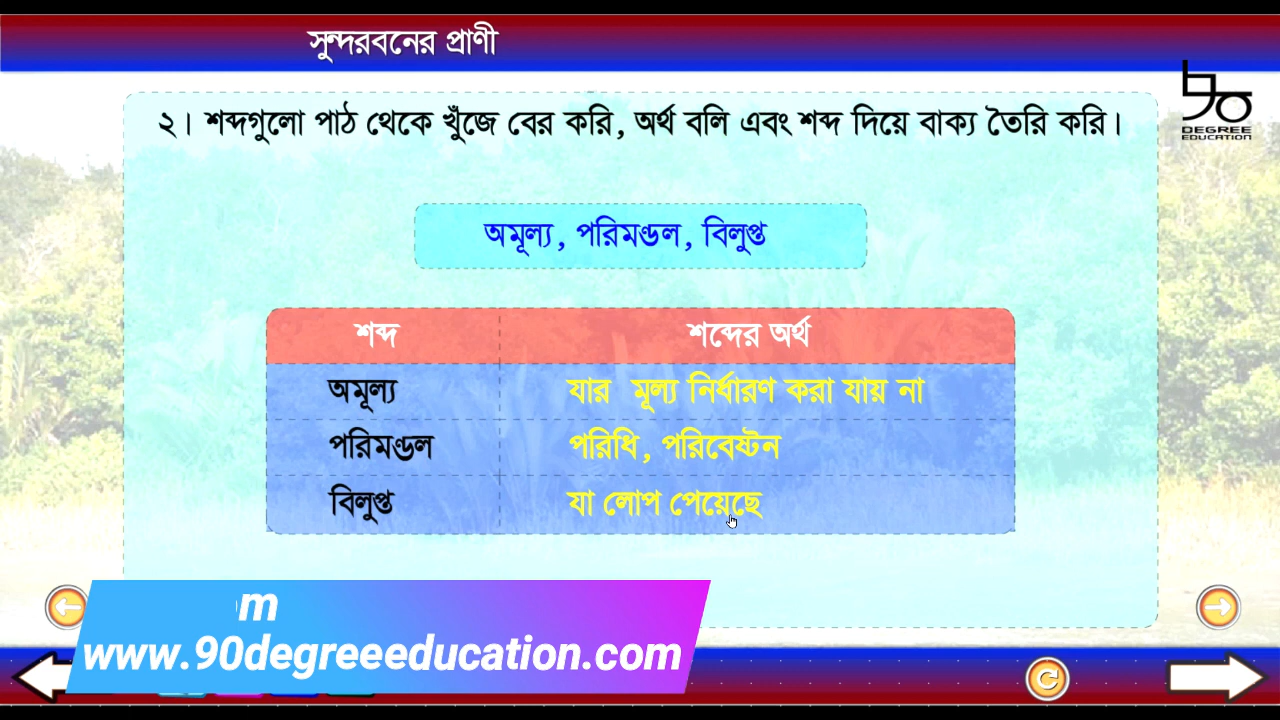 সুন্দরবনের প্রাণী
DEGREE
EDUCATION
২। শব্দগুলো পাঠ থেকে খুঁজে বের করি, অর্থ বলি এবং শব্দ দিয়ে বাক্য তৈরি করি।
অমূল্য, পরিমণ্ডল, বিলুপ্ত
শব্দ শব্দের অর্থ
অমূল্য যার মূল্য নির্ধারণ করা যায় না
পরিমণ্ডল পরিধি, পরিবেষ্টন
বিলুপ্ত যা লোপ পেয়েছে
m
www.90degreeeducation.com